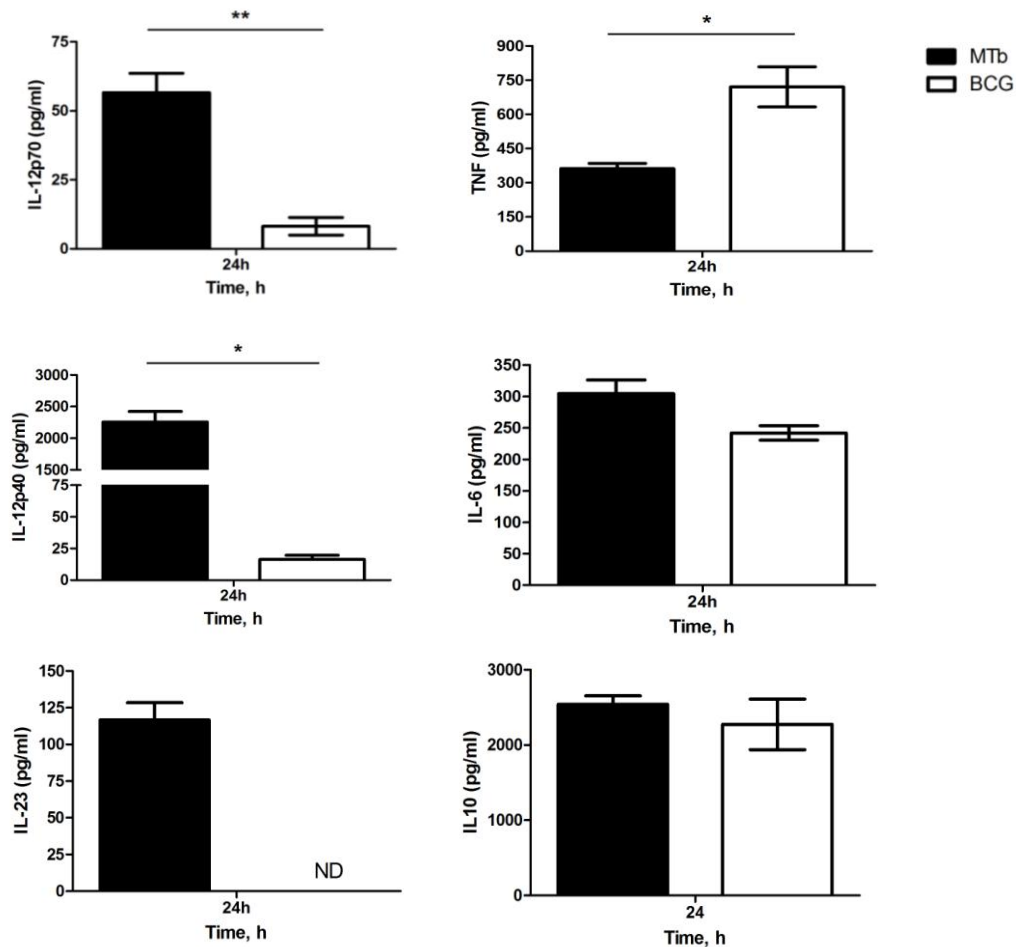 **
IL-12p70 (pg/ml)
75
50
25
0
24h
Time, h
*
TNF (pg/ml)
900
750
600
450
300
150
0
24h
Time, h
MTb
BCG
*
IL-12p40 (pg/ml)
3000
2500
2000
1500
75
50
25
0
24h
Time, h
IL-6 (pg/ml)
350
300
250
200
150
100
50
0
24h
Time, h
IL-23 (pg/ml)
150
125
100
75
50
25
0
ND
24h
Time, h
IL10 (pg/ml)
3000
2000
1000
0
24
Time, h